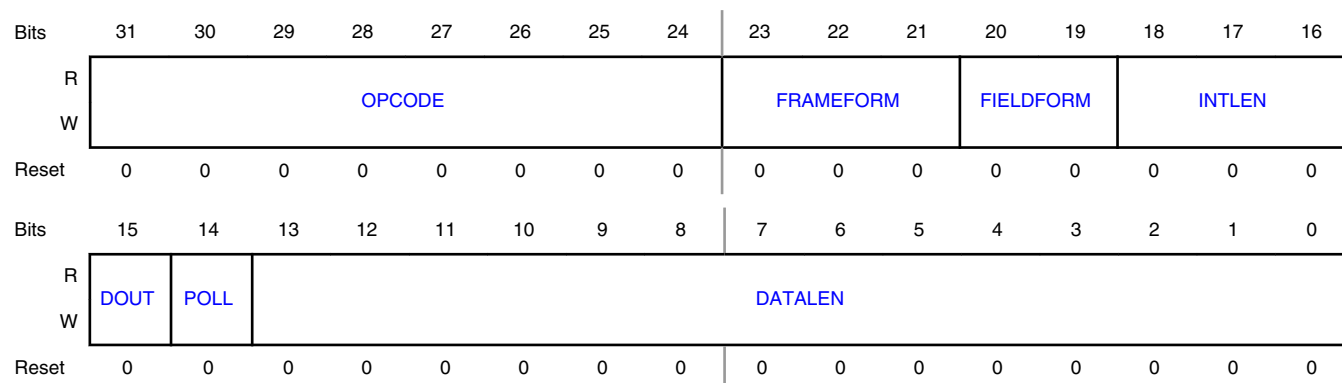 Bits 31 30 29 28 27 26 25 24 23 22 21 20 19 18 17 16
R
OPCODE FRAMEFORM FIELDFORM INTLEN
W
Reset 0 0 0 0 0 0 0 0 0 0 0 0 0 0 0 0
Bits 15 14 13 12 11 10 9 8 7 6 5 4 3 2 1 0
R
DOUT POLL DATALEN
W
Reset 0 0 0 0 0 0 0 0 0 0 0 0 0 0 0 0